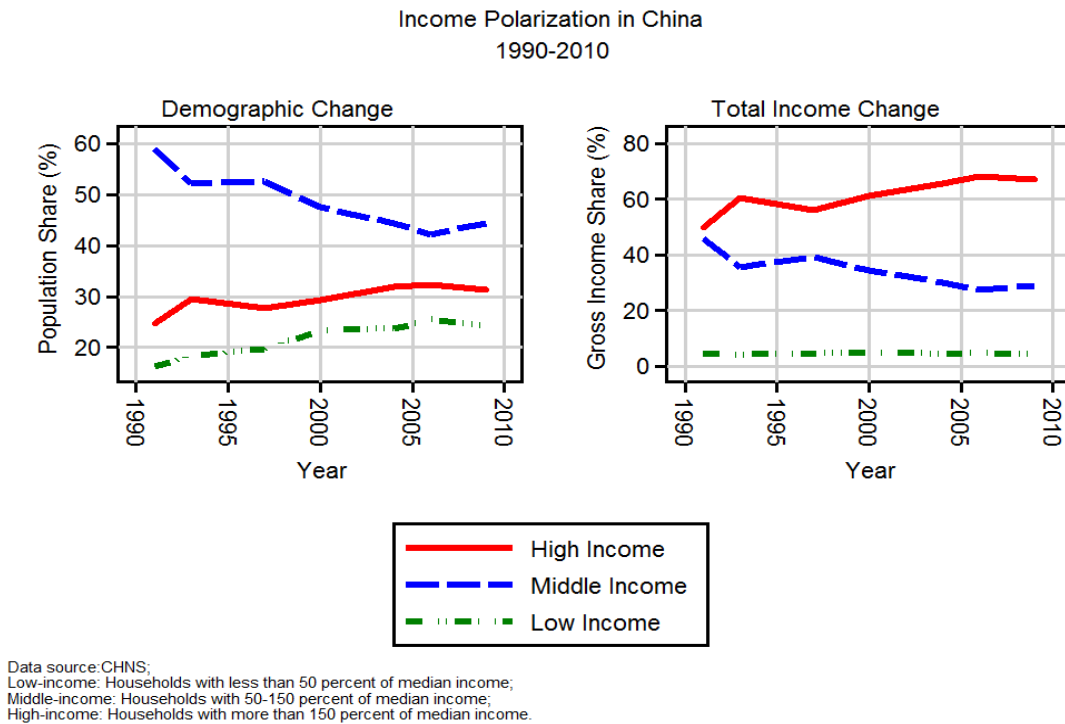 Income Polarization in China
1990-2010
Demographic Change
Population Share (%)
60
50
40
30
20
1990
1995
2000
2005
2010
Year
Total Income Change
Gross Income Share (%)
80
60
40
20
0
1990
1995
2000
2005
2010
Year
High Income
Middle Income
Low Income
Data source:CHNS;
Low-income: Households with less than 50 percent of median income;
Middle-income: Households with 50-150 percent of median income;
High-income: Households with more than 150 percent of median income.